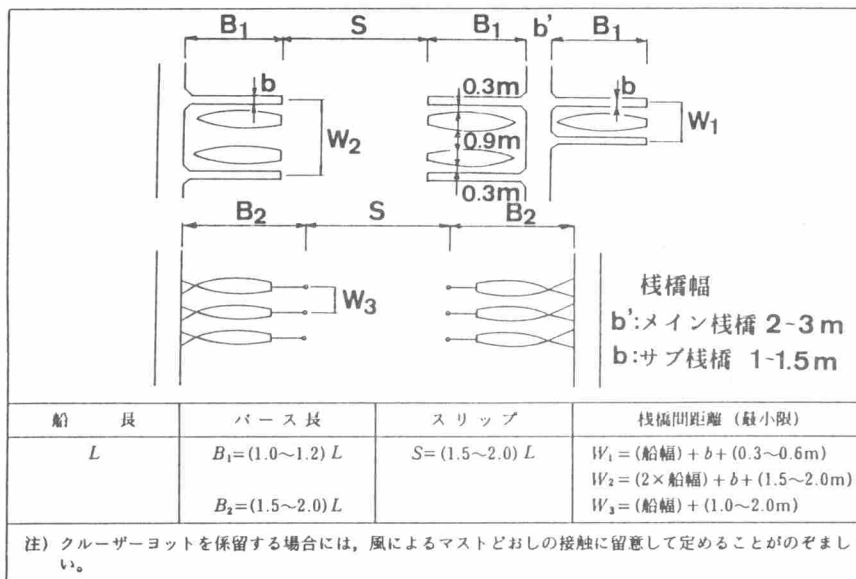 B₁ S B₁ b' B₁
b 0.3m b
W₂ 0.9m W₁
0.3m
B₂ S B₂
W₃
桟橋幅
b':メイン桟橋 2~3m
b:サブ桟橋 1~1.5m
船長 バース長 スリップ 桟橋間距離(最小限)
L B₁=(1.0~1.2)L S=(1.5~2.0)L W₁=(船幅)+b+(0.3~0.6m)
W₂=(2×船幅)+b+(1.5~2.0m)
B₂=(1.5~2.0)L W₃=(船幅)+(1.0~2.0m)
注)クルーザーヨットを係留する場合には,風によるマストどおしの接触に留意して定めることがのぞまし
い。